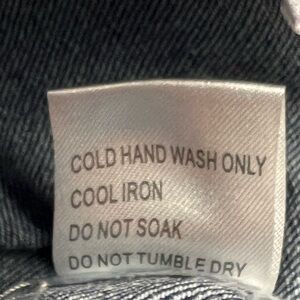 COLD HAND WASH ONLY
COOL IRON
DO NOT SOAK
DO NOT TUMBLE DRY